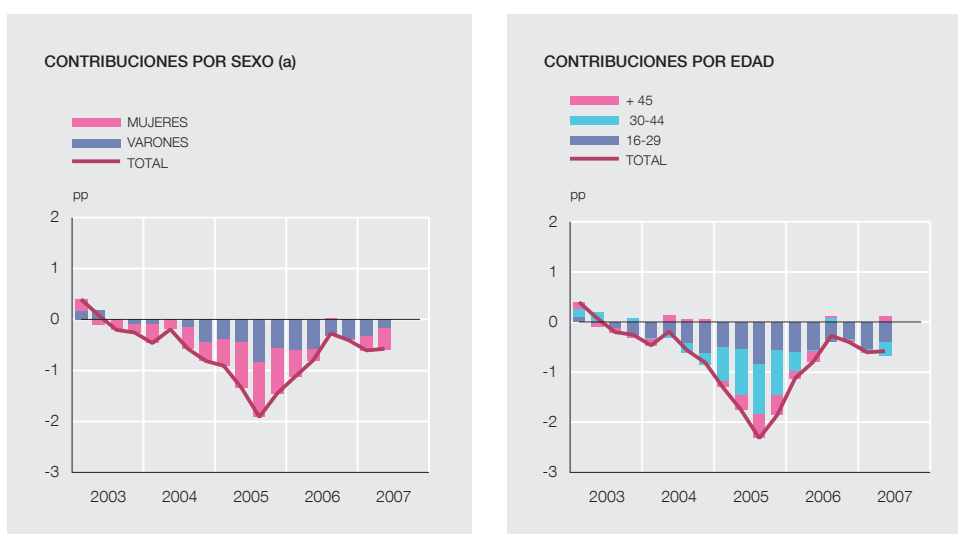 CONTRIBUCIONES POR SEXO (a)
MUJERES
VARONES
TOTAL
pp
2
1
0
-1
-2
-3
2003 2004 2005 2006 2007
CONTRIBUCIONES POR EDAD
+ 45
30-44
16-29
TOTAL
pp
2
1
0
-1
-2
-3
2003 2004 2005 2006 2007